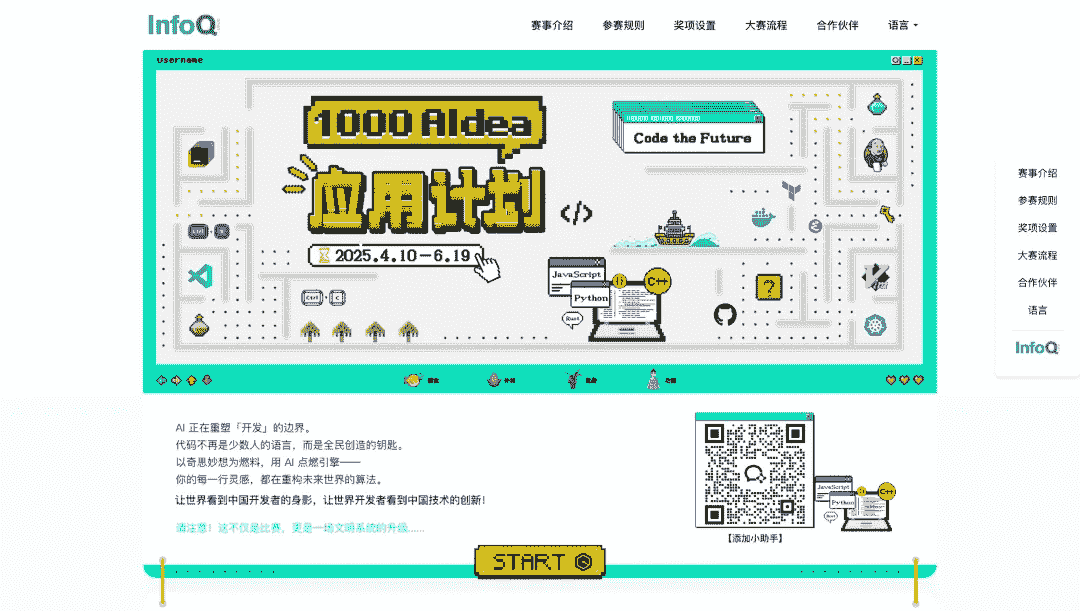 InfoQ
赛事介绍 参赛规则 奖项设置 大赛流程 合作伙伴 语言
username
1000 AIdea
应用计划
2025.4.10—6.19
Code the Future
</>
Ctrl
Ctrl C
JavaScript
Python
{}
C++
Rust
?
赛事介绍
参赛规则
奖项设置
大赛流程
合作伙伴
语言
InfoQ
AI 正在重塑「开发」的边界。
代码不再是少数人的语言，而是全民创造的钥匙。
以奇思妙想为燃料，用 AI 点燃引擎——
你的每一行灵感，都在重构未来世界的算法。
让世界看到中国开发者的身影，让世界开发者看到中国技术的创新！
请注意！这不仅是比赛，更是一场文明系统的升级……
JavaScript
Python
C++
【添加小助手】
START